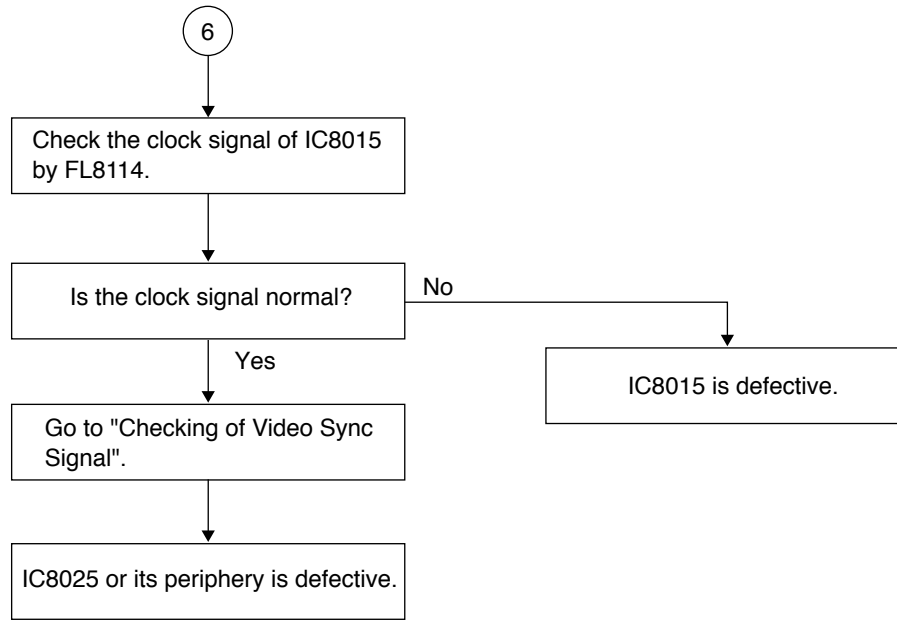 6
Check the clock signal of IC8015
by FL8114.
Is the clock signal normal?
No
Yes
IC8015 is defective.
Go to "Checking of Video Sync
Signal".
IC8025 or its periphery is defective.